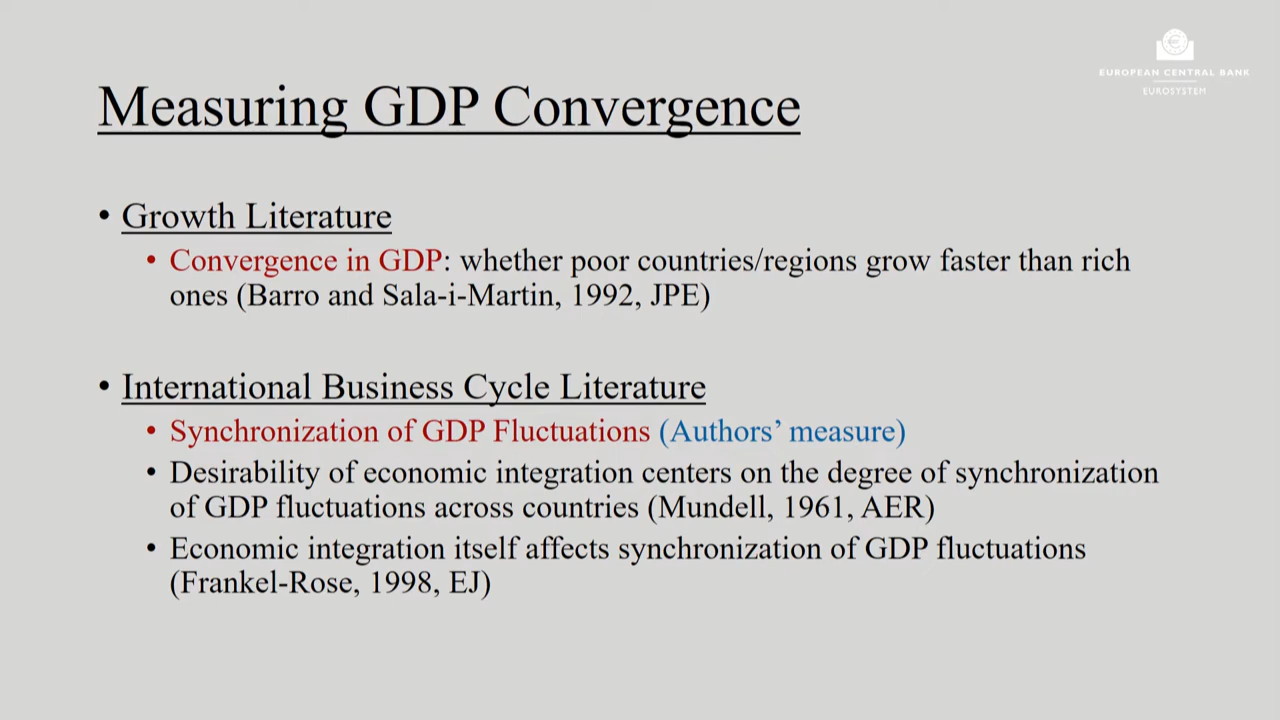 EUROPEAN CENTRAL BANK
EUROSYSTEM
Measuring GDP Convergence
• Growth Literature
• Convergence in GDP: whether poor countries/regions grow faster than rich
ones (Barro and Sala-i-Martin, 1992, JPE)
• International Business Cycle Literature
• Synchronization of GDP Fluctuations (Authors’ measure)
• Desirability of economic integration centers on the degree of synchronization
of GDP fluctuations across countries (Mundell, 1961, AER)
• Economic integration itself affects synchronization of GDP fluctuations
(Frankel-Rose, 1998, EJ)